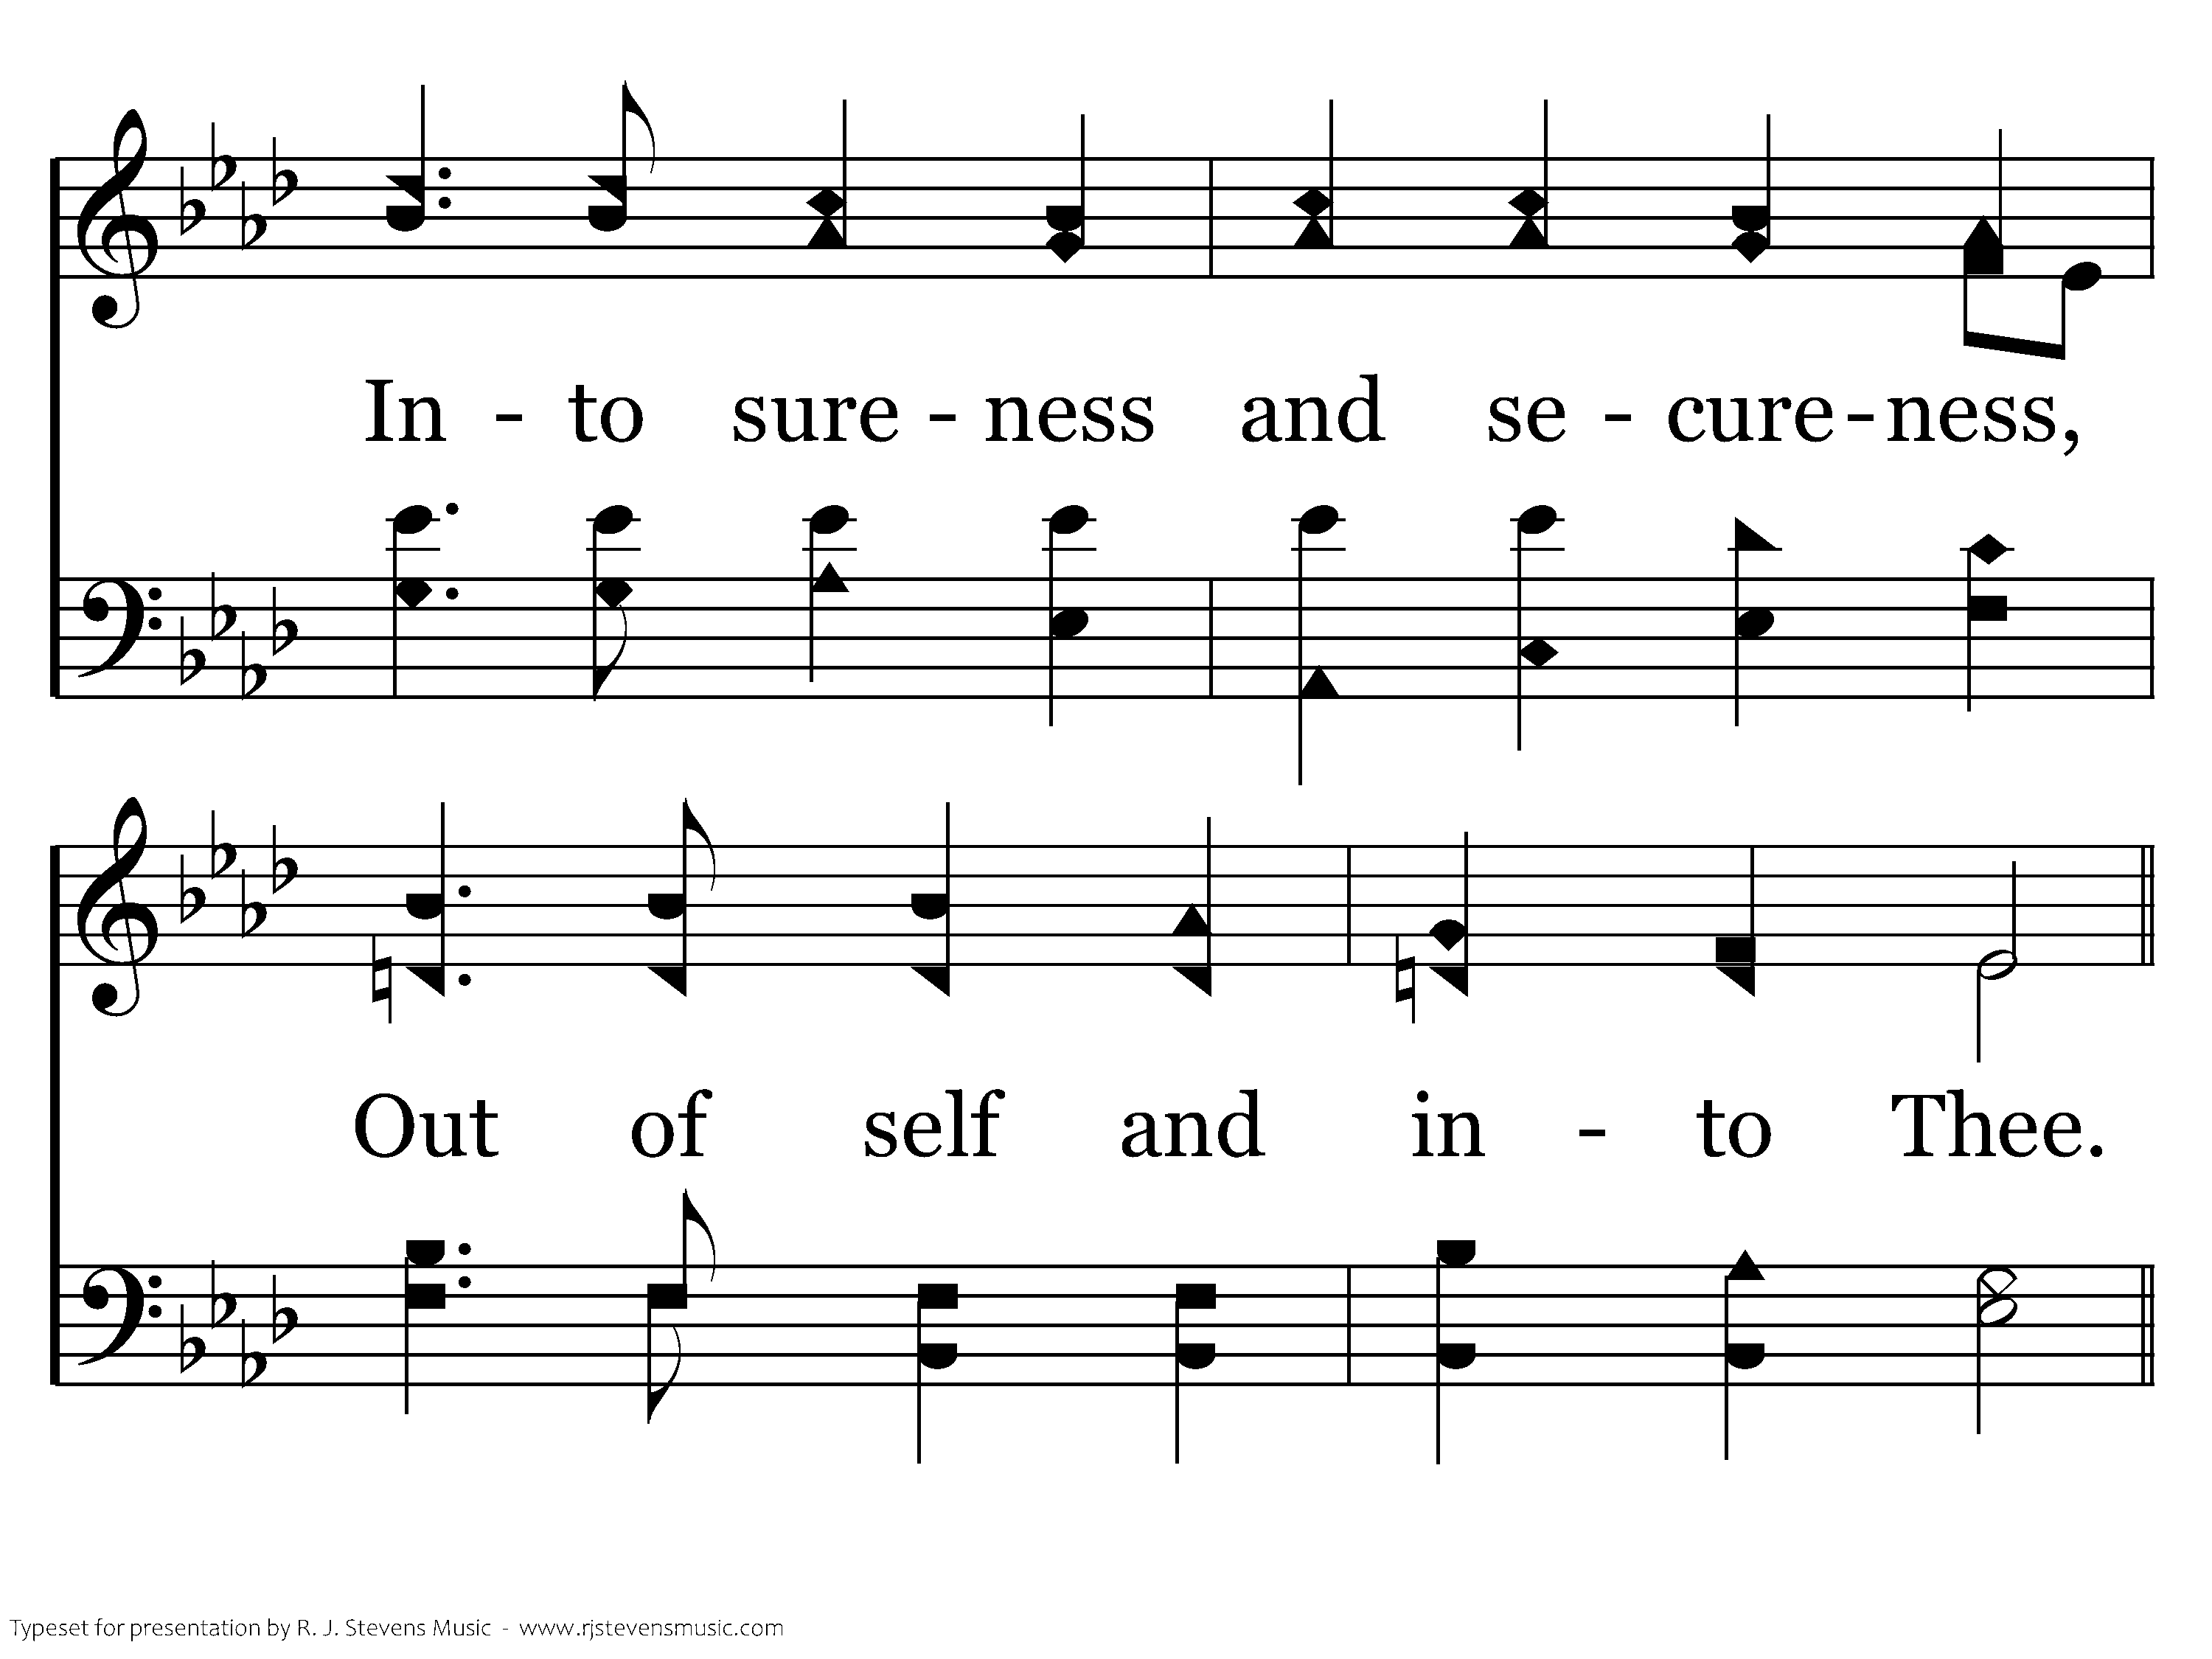 In - to sure - ness and se - cure - ness,
Out of self and in - to Thee.
Typeset for presentation by R. J. Stevens Music - www.rjstevensmusic.com